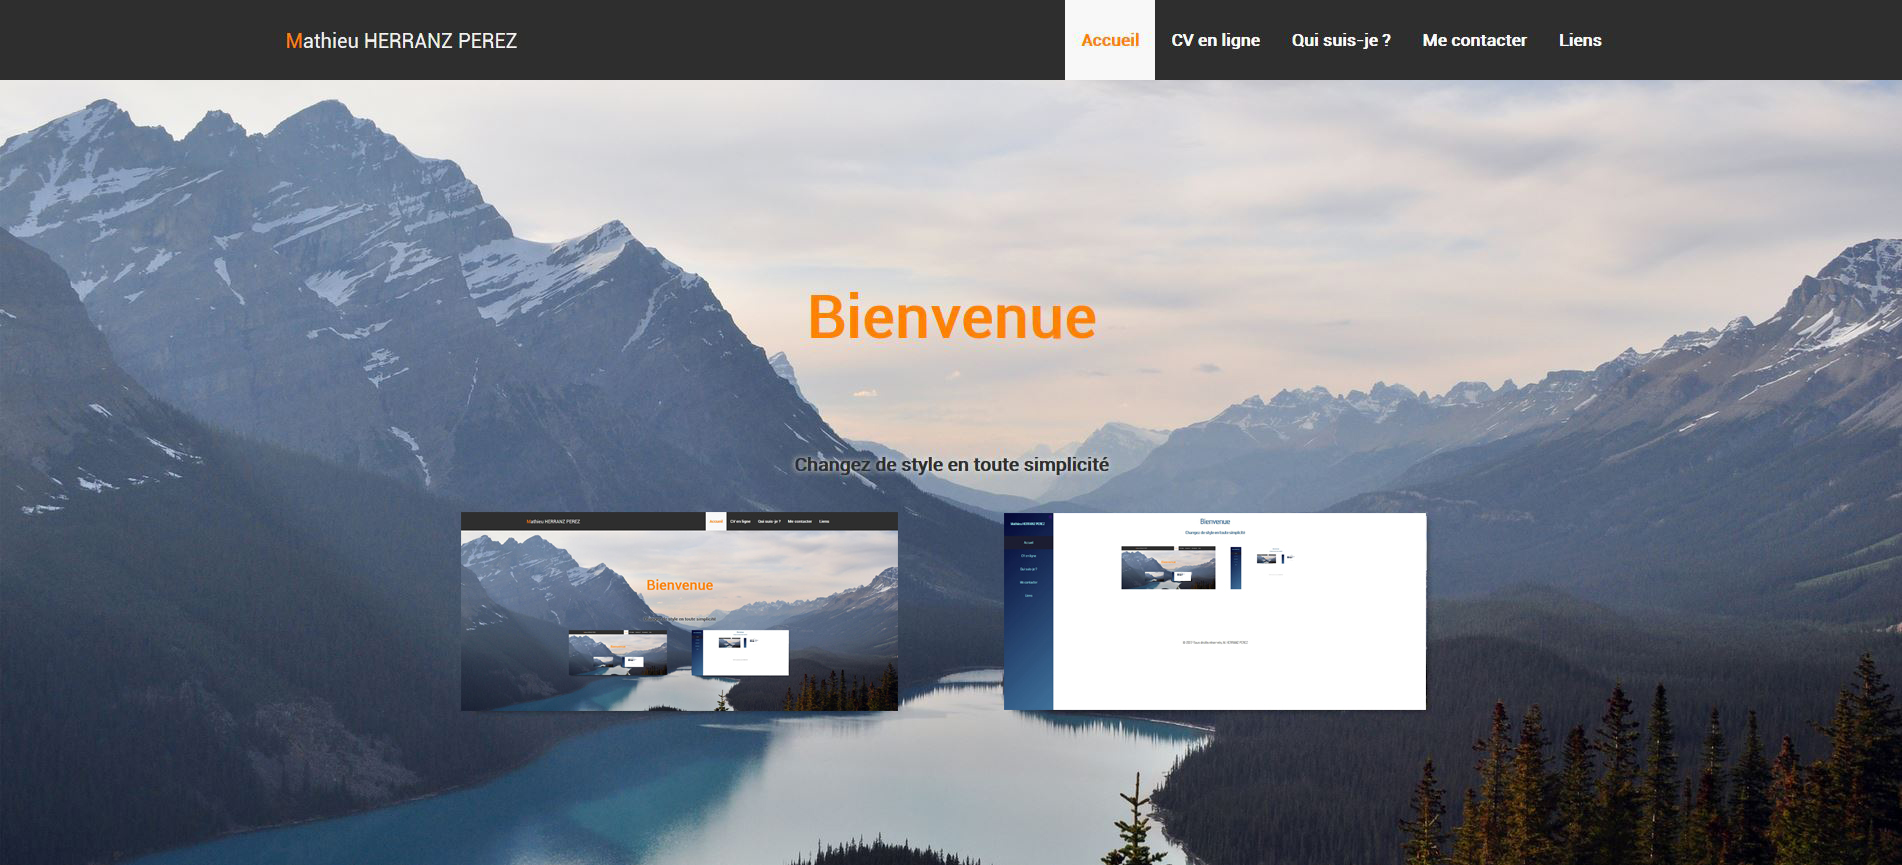 Mathieu HERRANZ PEREZ
Accueil CV en ligne Qui suis-je ? Me contacter Liens
Bienvenue
Changez de style en toute simplicité
Mathieu HERRANZ PEREZ
Accueil CV en ligne Qui suis-je ? Me contacter Liens
Bienvenue
style en toute simplicité
Mathieu HERRANZ PEREZ
Accueil
CV en ligne
Qui suis-je ?
Me contacter
Liens
Bienvenue
Changez de style en toute simplicité